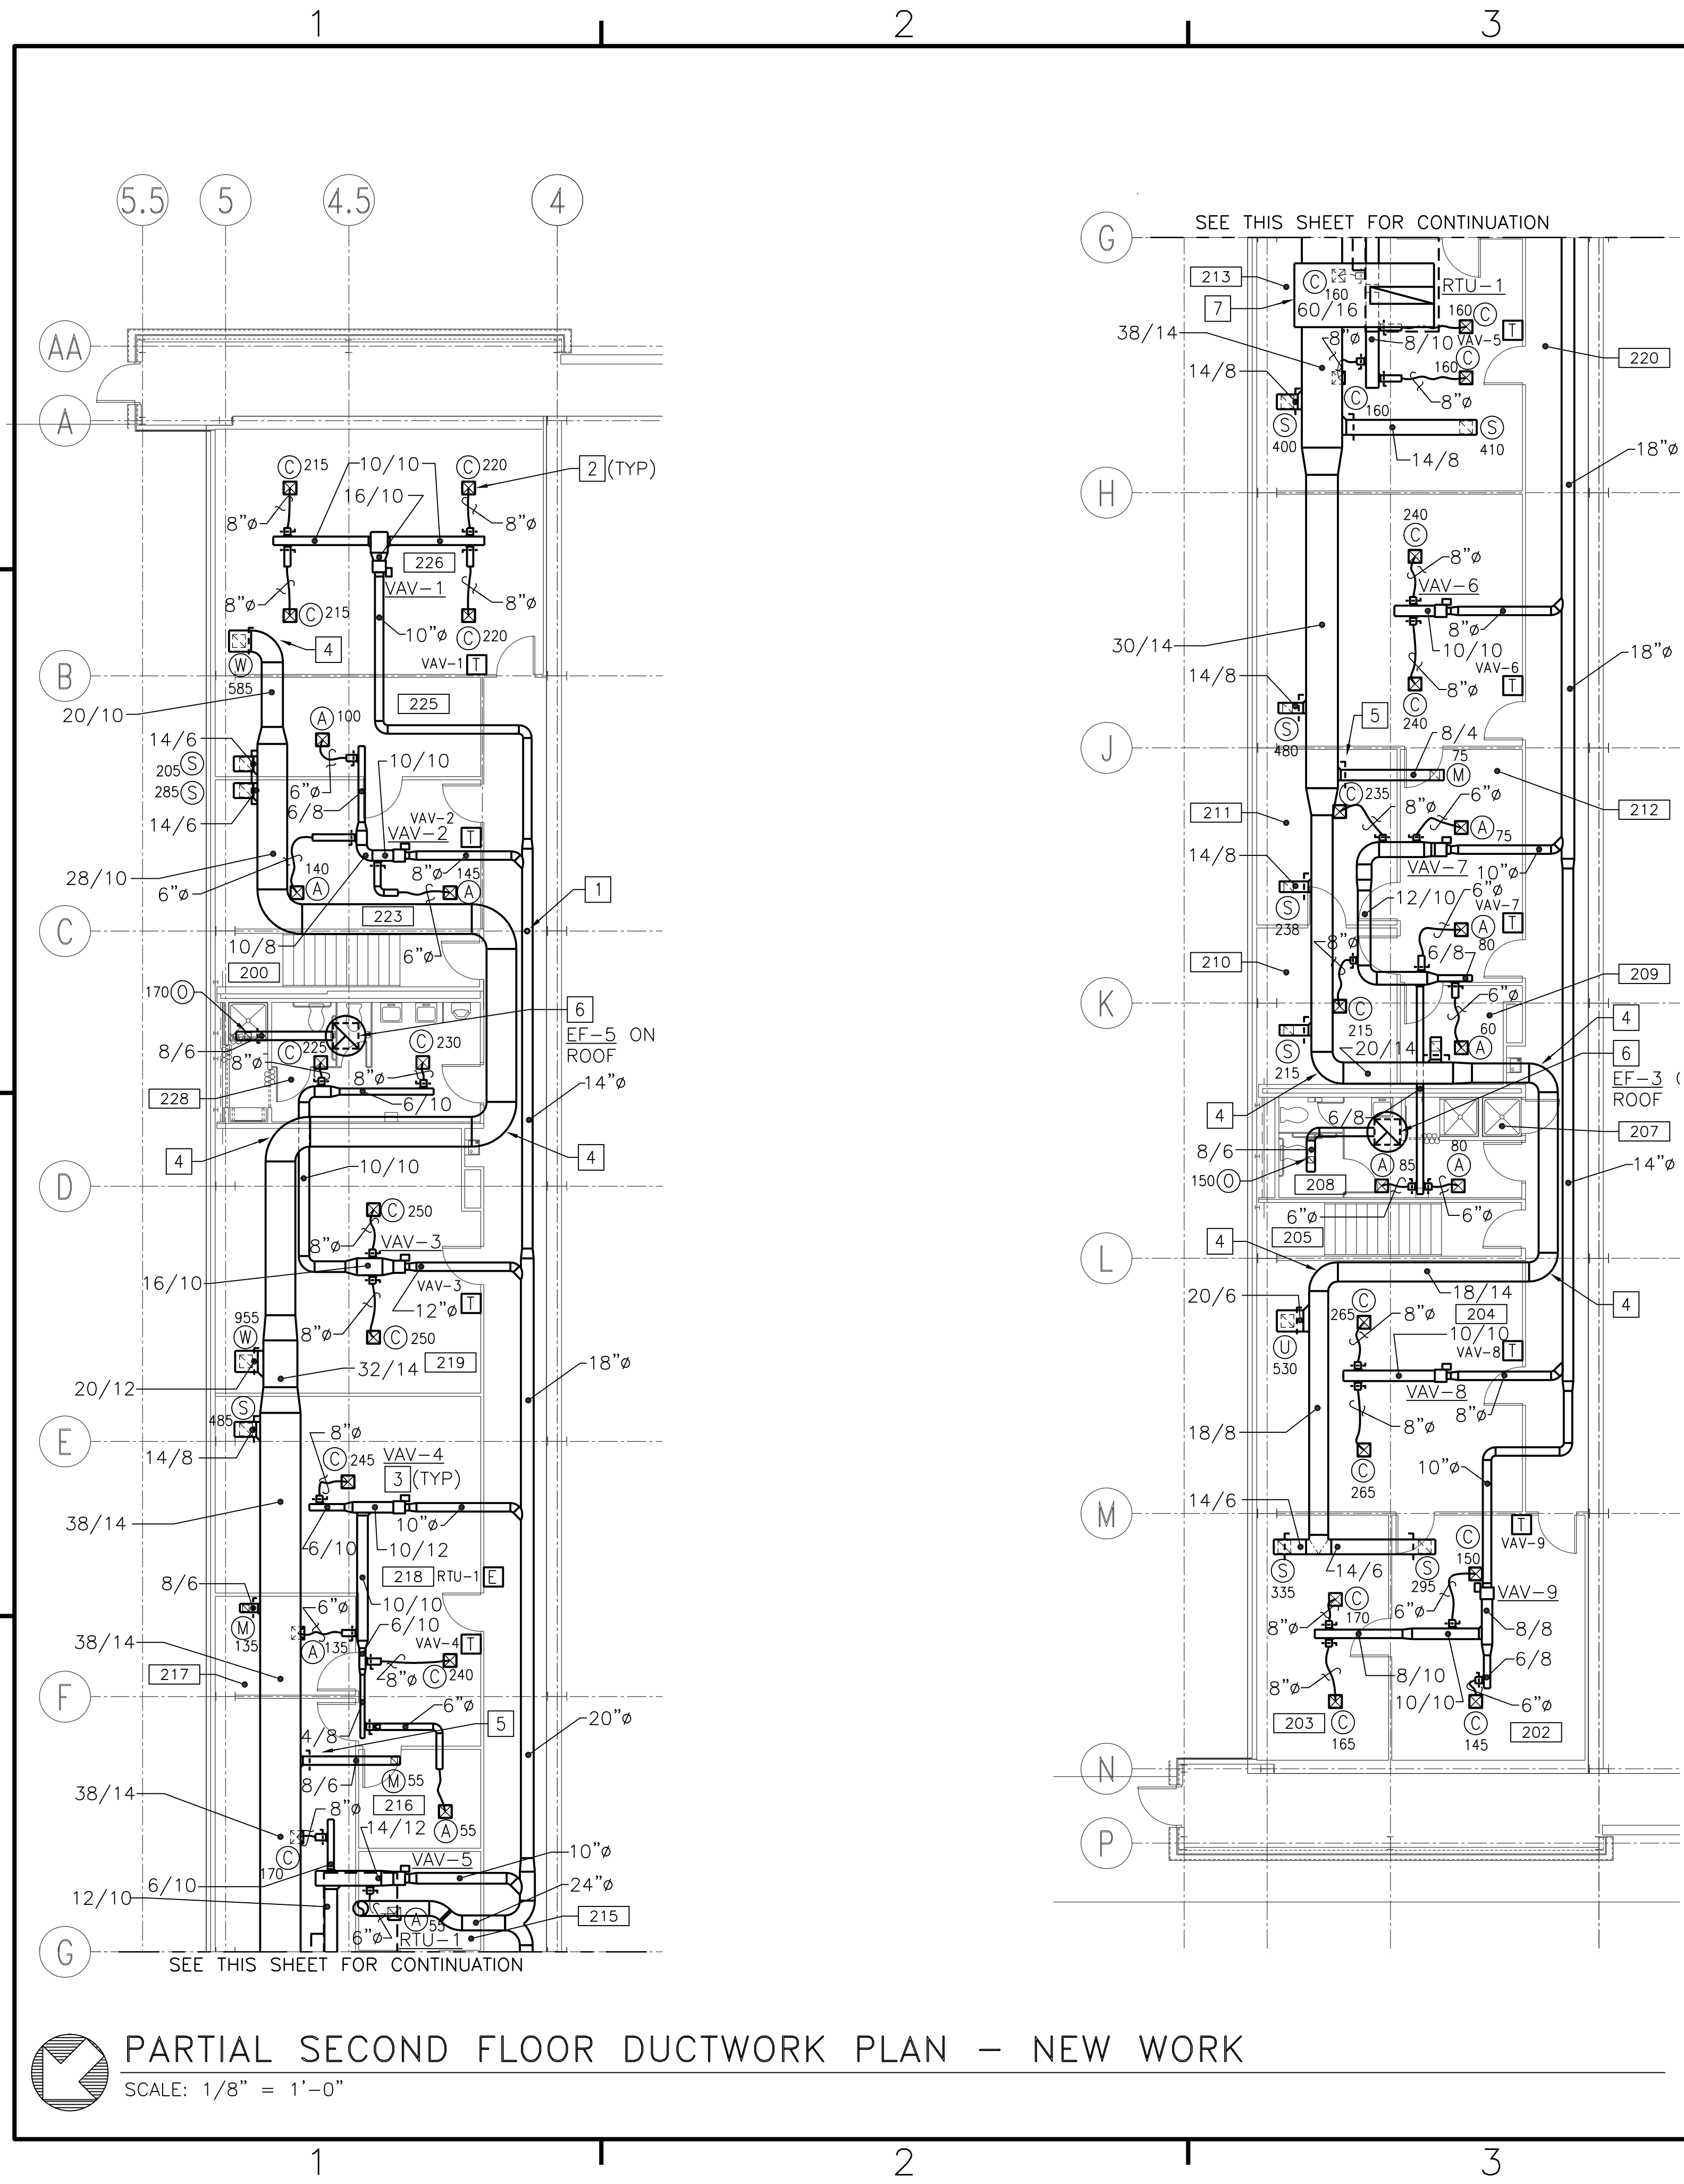 1
2
3
5.5
5
4.5
4
AA
A
C 215
10/10
C 220
2 (TYP)
16/10
8"ø
8"ø
226
VAV-1
8"ø
8"ø
C 215
10"ø
C 220
4
VAV-1 T
W
585
B
20/10
225
A 100
14/6
205 S
10/10
285 S
6"ø
6/8
14/6
VAV-2
VAV-2
T
140
8"ø
145
28/10
6"ø
A
A
1
223
C
10/8
6"ø
200
170 O
6
EF-5 ON
ROOF
C 225
C 230
8/6
8"ø
8"ø
14"ø
228
6/10
4
4
10/10
D
C 250
8"ø
VAV-3
16/10
VAV-3
12"ø
T
955
W
8"ø
C 250
18"ø
32/14
219
20/12
S
485
8"ø
E
14/8
C 245
VAV-4
3 (TYP)
38/14
10"ø
6/10
10/12
218
RTU-1 E
8/6
6"ø
10/10
6/10
M
135
38/14
A 135
VAV-4 T
217
8"ø
C 240
F
6"ø
4/8
5
20"ø
8/6
M 55
38/14
8"ø
216
14/12
A 55
C
170
VAV-5
10"ø
6/10
24"ø
12/10
A 55
215
6"ø
RTU-1
G
SEE THIS SHEET FOR CONTINUATION
SEE THIS SHEET FOR CONTINUATION
G
213
C
160
RTU-1
7
60/16
160 C
T
38/14
8"ø
8/10
VAV-5
C
220
14/8
160
8"ø
C 160
S
400
S
410
14/8
18"ø
H
240
C
8"ø
VAV-6
8"ø
30/14
10/10
18"ø
VAV-6
T
14/8
8"ø
C
240
5
S
480
J
8/4
75
M
C 235
8"ø
6"ø
211
212
A 75
14/8
VAV-7
10"ø
12/10
6"ø
VAV-7
T
S
238
A
80
8"ø
6/8
210
209
6"ø
K
C
215
60
A
4
S
215
20/14
6
EF-3
ROOF
4
6/8
207
8/6
80
A 85
A
14"ø
150 O
208
6"ø
6"ø
205
4
L
18/14
20/6
C
265
8"ø
204
4
10/10
U
530
VAV-8 T
VAV-8
8"ø
18/8
8"ø
10"ø
C
265
14/6
M
T
VAV-9
C
150
S
335
14/6
S
295
C
170
VAV-9
6"ø
8"ø
8/8
6/8
8/10
8"ø
10/10
6"ø
203
C
165
C
145
202
N
P
PARTIAL SECOND FLOOR DUCTWORK PLAN - NEW WORK
SCALE: 1/8" = 1'-0"
1
2
3